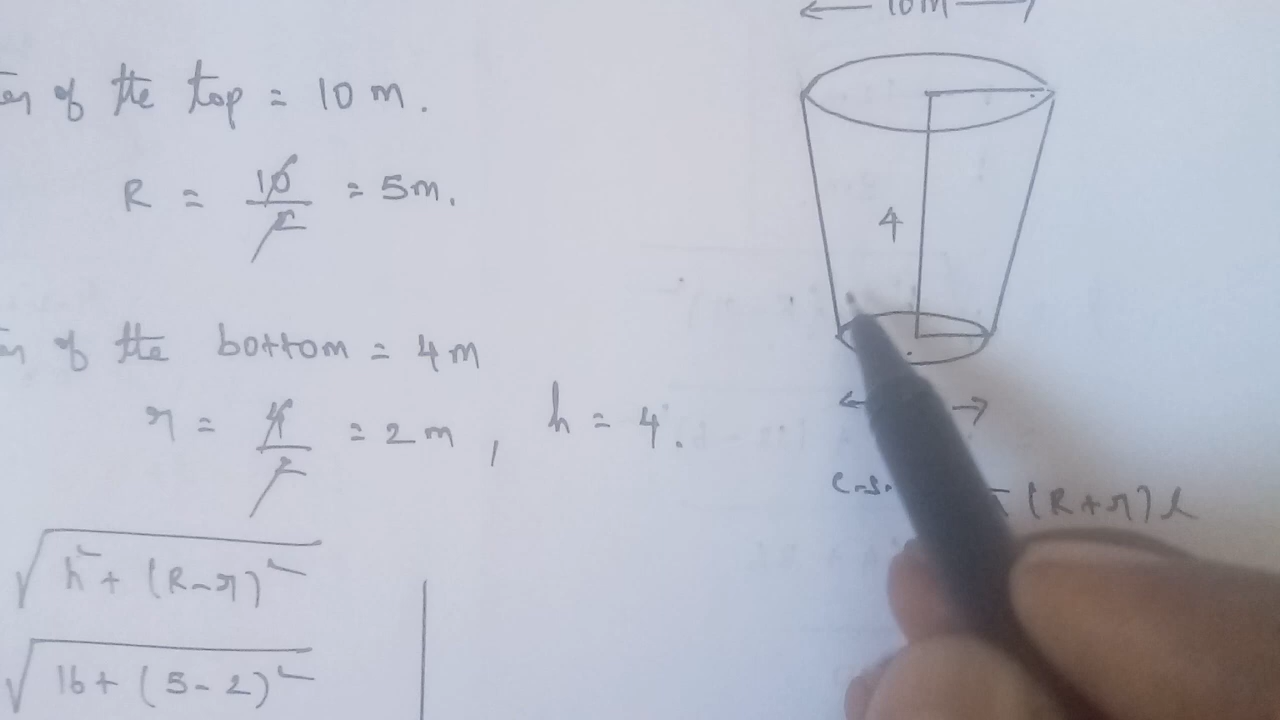 10M
of the top = 10 m.
R = 10/2 = 5m.
4
of the bottom = 4 m
r = 4/2 = 2 m, h = 4.
C.S. (R+r) l
√h² + (R-r)²
√16 + (5-2)²